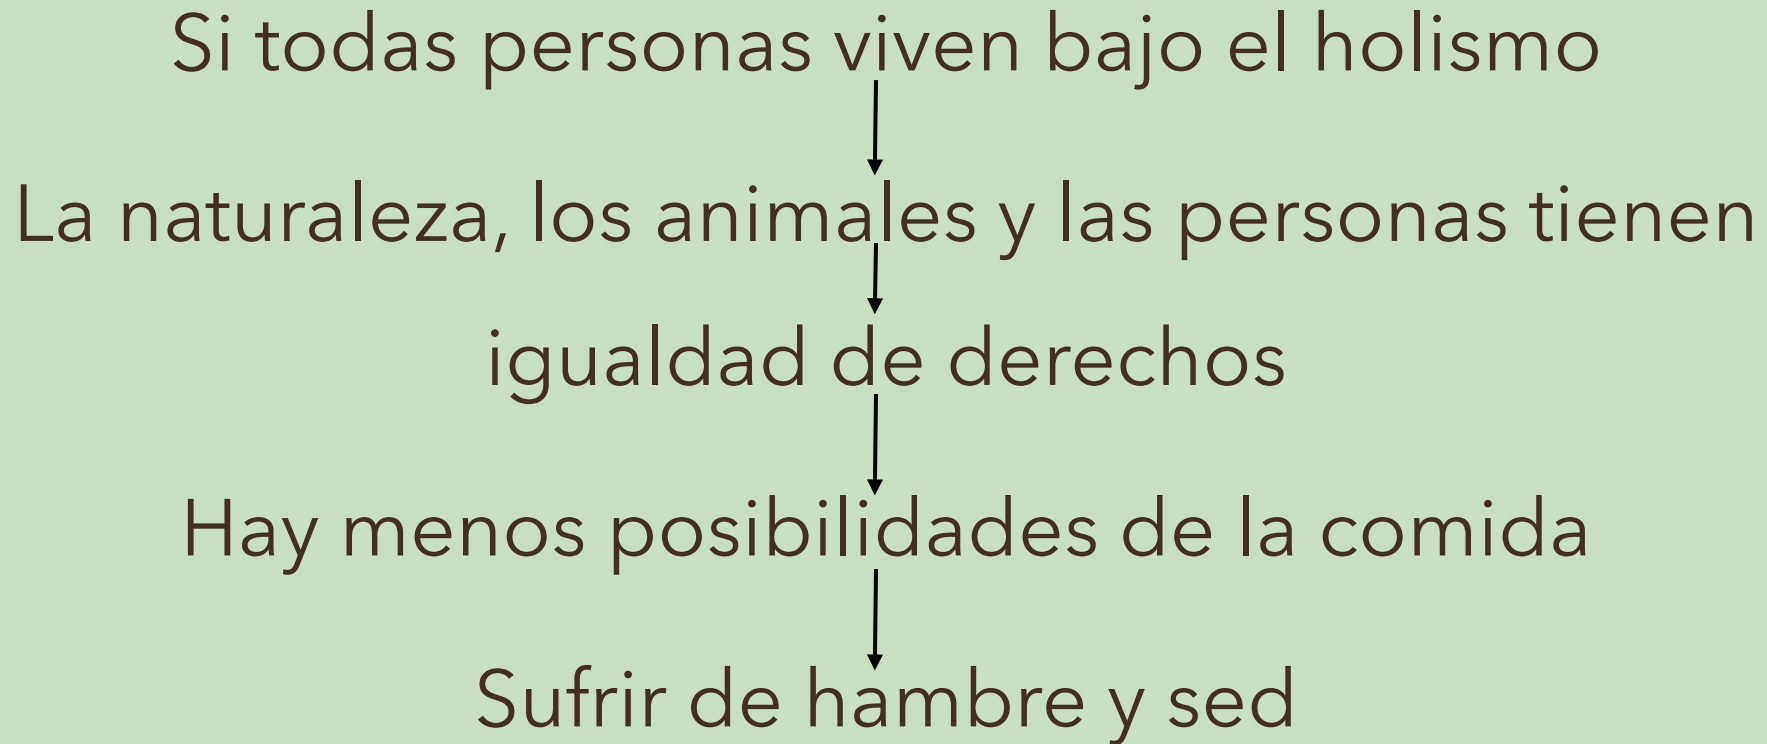 Si todas personas viven bajo el holismo
La naturaleza, los animales y las personas tienen
igualdad de derechos
Hay menos posibilidades de la comida
Sufrir de hambre y sed